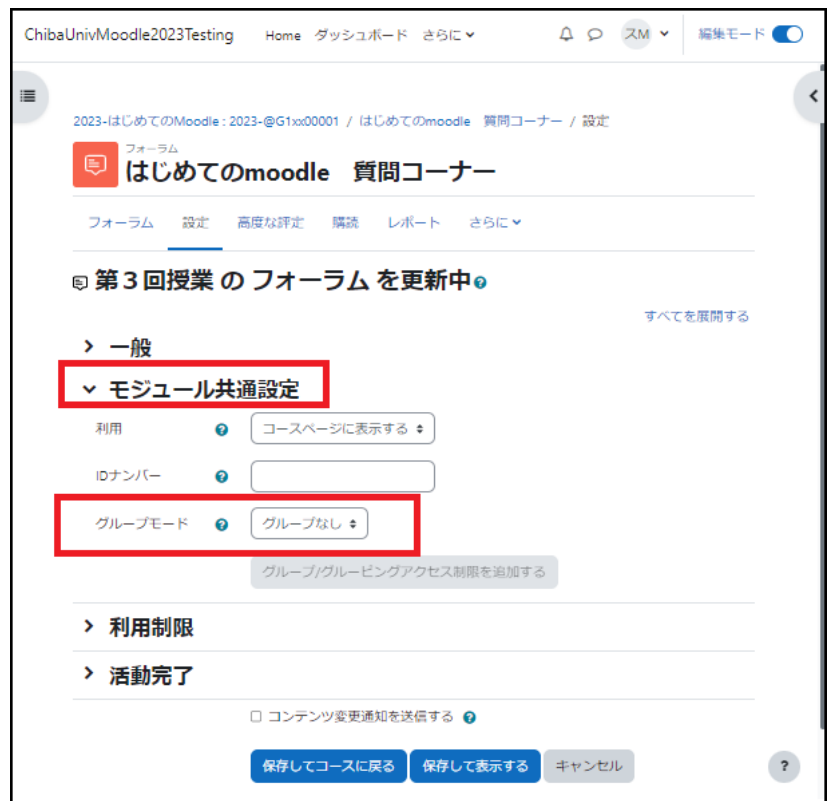 ChibaUnivMoodle2023Testing Home ダッシュボード さらに スM 編集モード
2023-はじめてのMoodle : 2023-@G1xx00001 / はじめてのmoodle 質問コーナー / 設定
フォーラム
はじめてのmoodle 質問コーナー
フォーラム 設定 高度な評定 購読 レポート さらに
第3回授業 の フォーラム を更新中
すべてを展開する
一般
モジュール共通設定
利用 コースページに表示する
IDナンバー
グループモード グループなし
グループ/グルーピングアクセス制限を追加する
利用制限
活動完了
コンテンツ変更通知を送信する
保存してコースに戻る 保存して表示する キャンセル ?